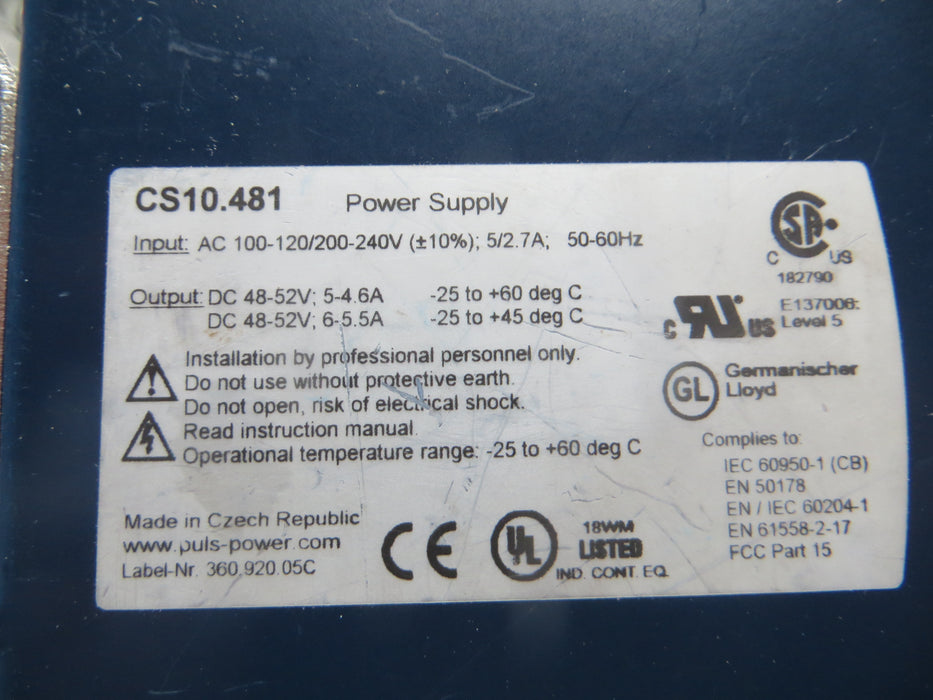 CS10.481 Power Supply
Input: AC 100-120/200-240V (±10%); 5/2.7A; 50-60Hz
Output: DC 48-52V; 5-4.6A -25 to +60 deg C
DC 48-52V; 6-5.5A -25 to +45 deg C
Installation by professional personnel only.
Do not use without protective earth.
Do not open, risk of electrical shock.
Read instruction manual.
Operational temperature range: -25 to +60 deg C
Made in Czech Republic
www.puls-power.com
Label-Nr. 360.920.05C
CE
UL
18WM
LISTED
IND. CONT. EQ.
SA
C US
182790
C RU US
E137006:
Level 5
GL
Germanischer
Lloyd
Complies to:
IEC 60950-1 (CB)
EN 50178
EN / IEC 60204-1
EN 61558-2-17
FCC Part 15